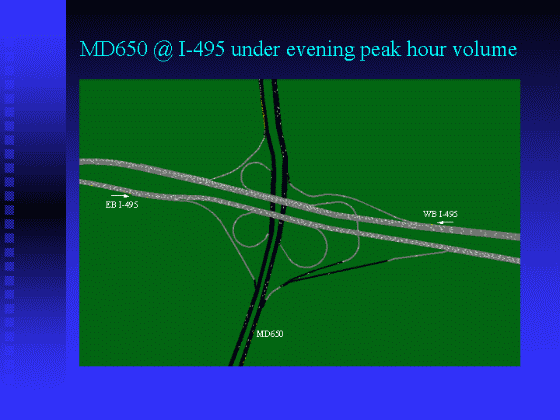 MD650 @ I-495 under evening peak hour volume
WB I-495
EB I-495
MD650